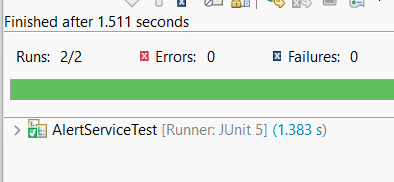 Finished after 1.511 seconds
Runs: 2/2 Errors: 0 Failures: 0
AlertServiceTest [Runner: JUnit 5] (1.383 s)